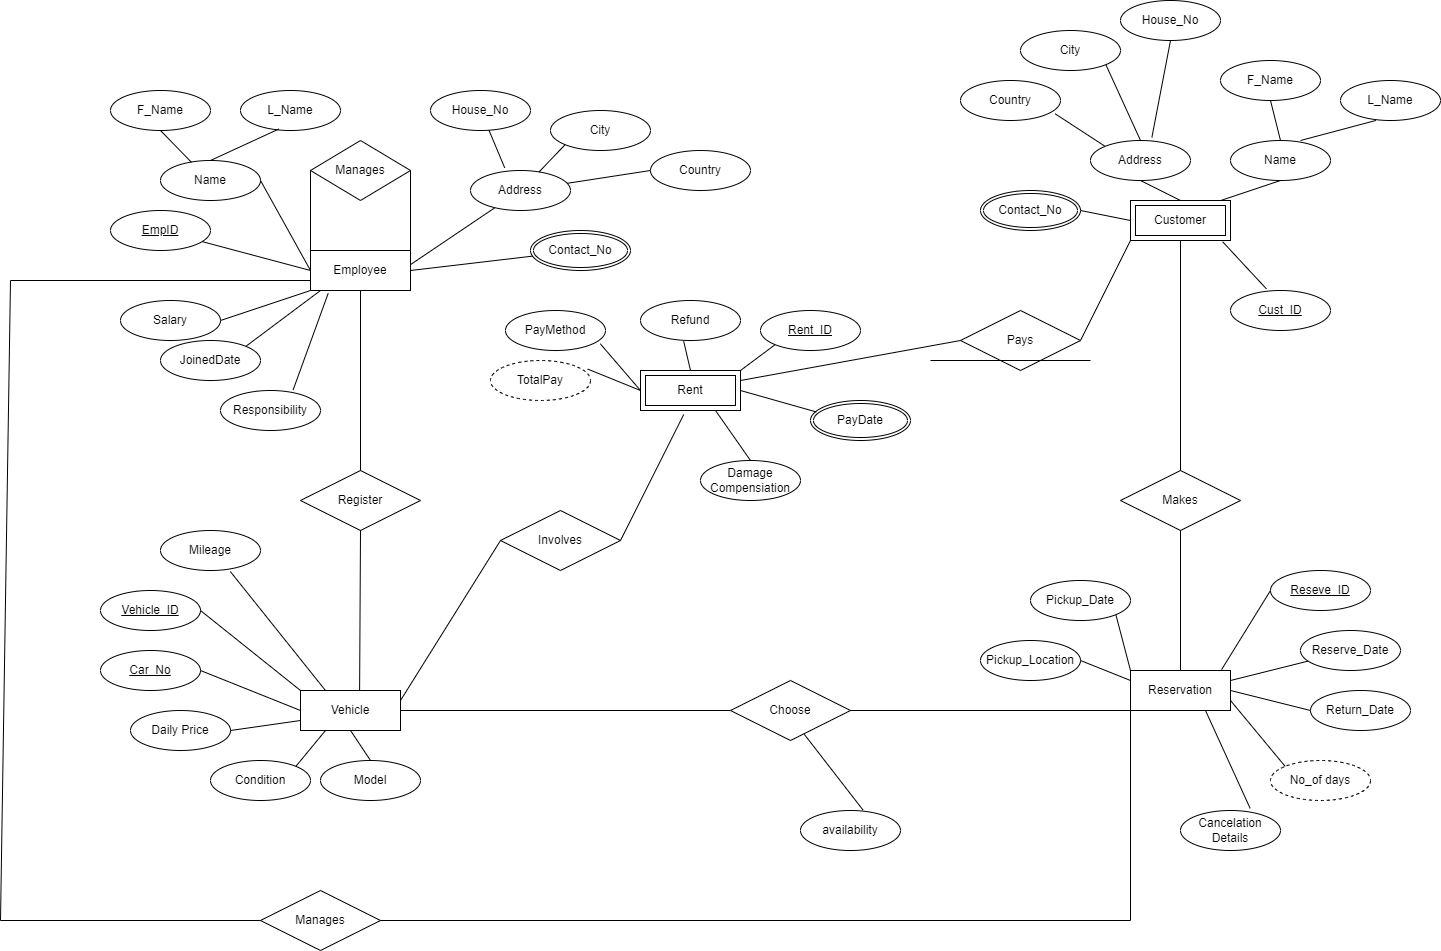 House_No
City
F_Name
Country
L_Name
F_Name
L_Name
House_No
City
Address
Name
Manages
Country
Name
Address
Contact_No
Customer
EmpID
Contact_No
Employee
Cust_ID
Salary
PayMethod
Refund
Rent_ID
Pays
JoinedDate
TotalPay
Rent
Responsibility
PayDate
Damage
Compensiation
Register
Makes
Involves
Mileage
Reseve_ID
Pickup_Date
Vehicle_ID
Reserve_Date
Pickup_Location
Car_No
Reservation
Vehicle
Choose
Return_Date
Daily Price
Condition
Model
No_of days
availability
Cancelation
Details
Manages